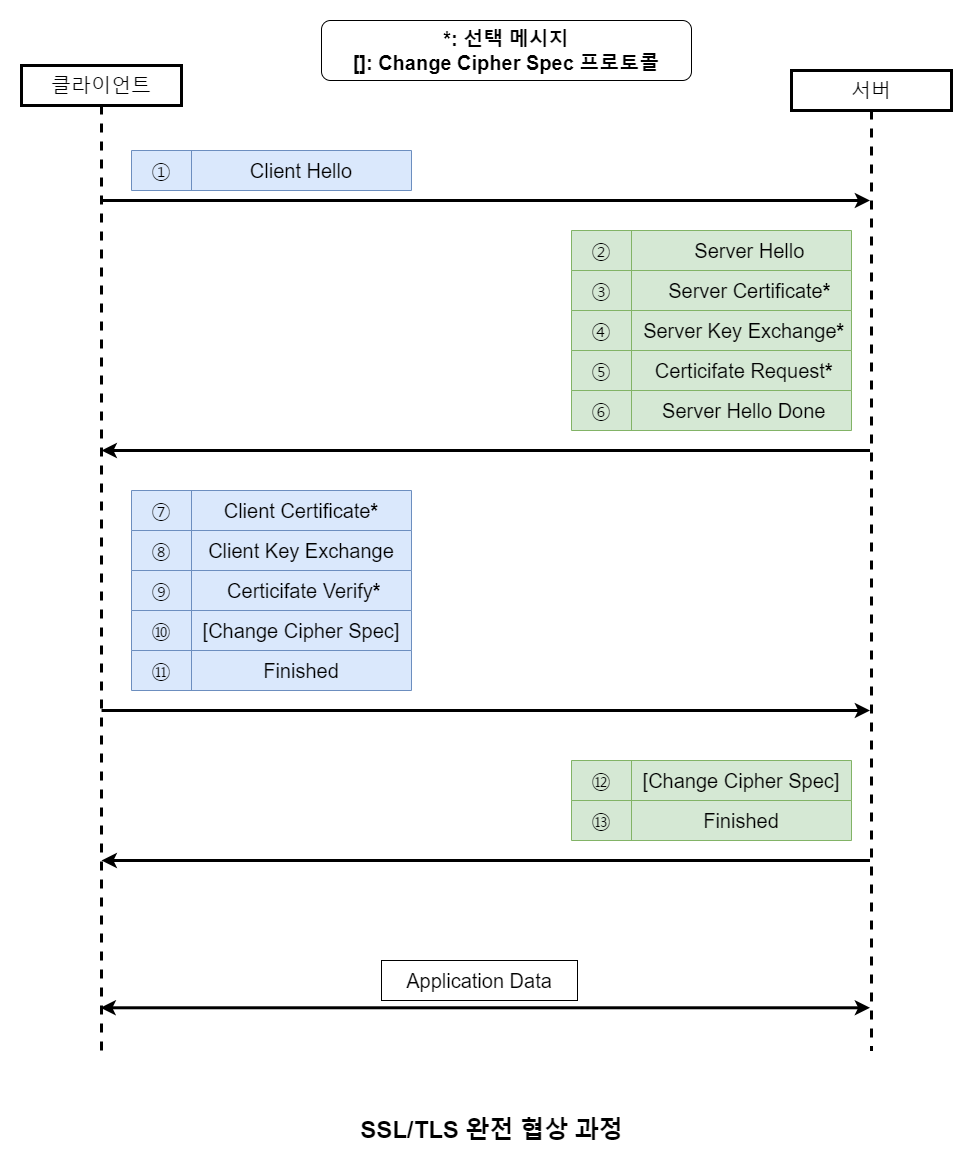 *: 선택 메시지
[]: Change Cipher Spec 프로토콜
클라이언트
서버
① Client Hello
② Server Hello
③ Server Certificate*
④ Server Key Exchange*
⑤ Certicifate Request*
⑥ Server Hello Done
⑦ Client Certificate*
⑧ Client Key Exchange
⑨ Certicifate Verify*
⑩ [Change Cipher Spec]
⑪ Finished
⑫ [Change Cipher Spec]
⑬ Finished
Application Data
SSL/TLS 완전 협상 과정